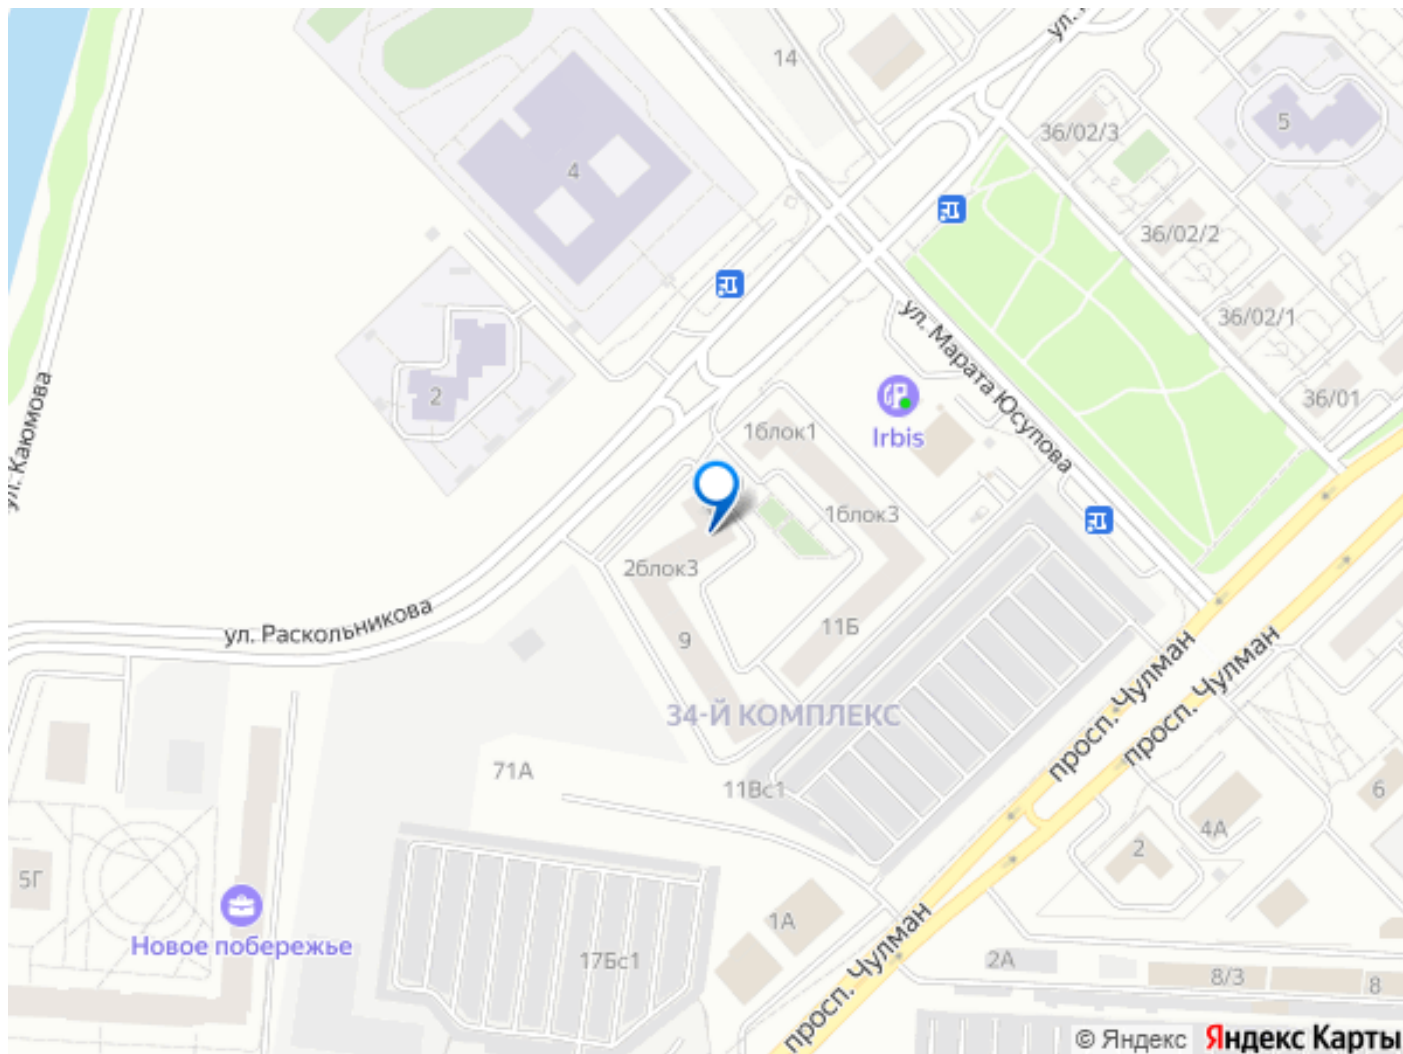 14
ул.
36/02/3
5
4
36/02/2
36/02/1
ул. Марата Юсупова
36/01
ул. Каюмова
2
Irbis
1блок1
1блок3
2блок3
ул. Раскольникова
9
11Б
34-Й КОМПЛЕКС
просп. Чулман
просп. Чулман
71А
11Вс1
6
4А
2
5Г
1А
Новое побережье
17Бс1
просп. Чулман
2А
8/3
8
© Яндекс Яндекс Карты